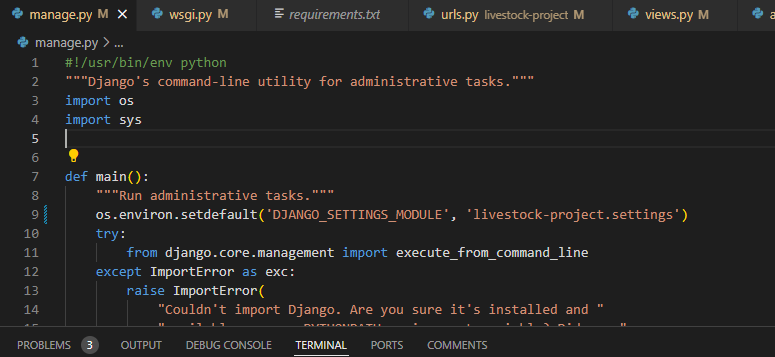 manage.py M × wsgi.py M requirements.txt urls.py livestock-project M views.py M
manage.py > ...
1 #!/usr/bin/env python
2 """Django's command-line utility for administrative tasks."""
3 import os
4 import sys
5
6
7 def main():
8 """Run administrative tasks."""
9 os.environ.setdefault('DJANGO_SETTINGS_MODULE', 'livestock-project.settings')
10 try:
11 from django.core.management import execute_from_command_line
12 except ImportError as exc:
13 raise ImportError(
14 "Couldn't import Django. Are you sure it's installed and "
PROBLEMS 3 OUTPUT DEBUG CONSOLE TERMINAL PORTS COMMENTS